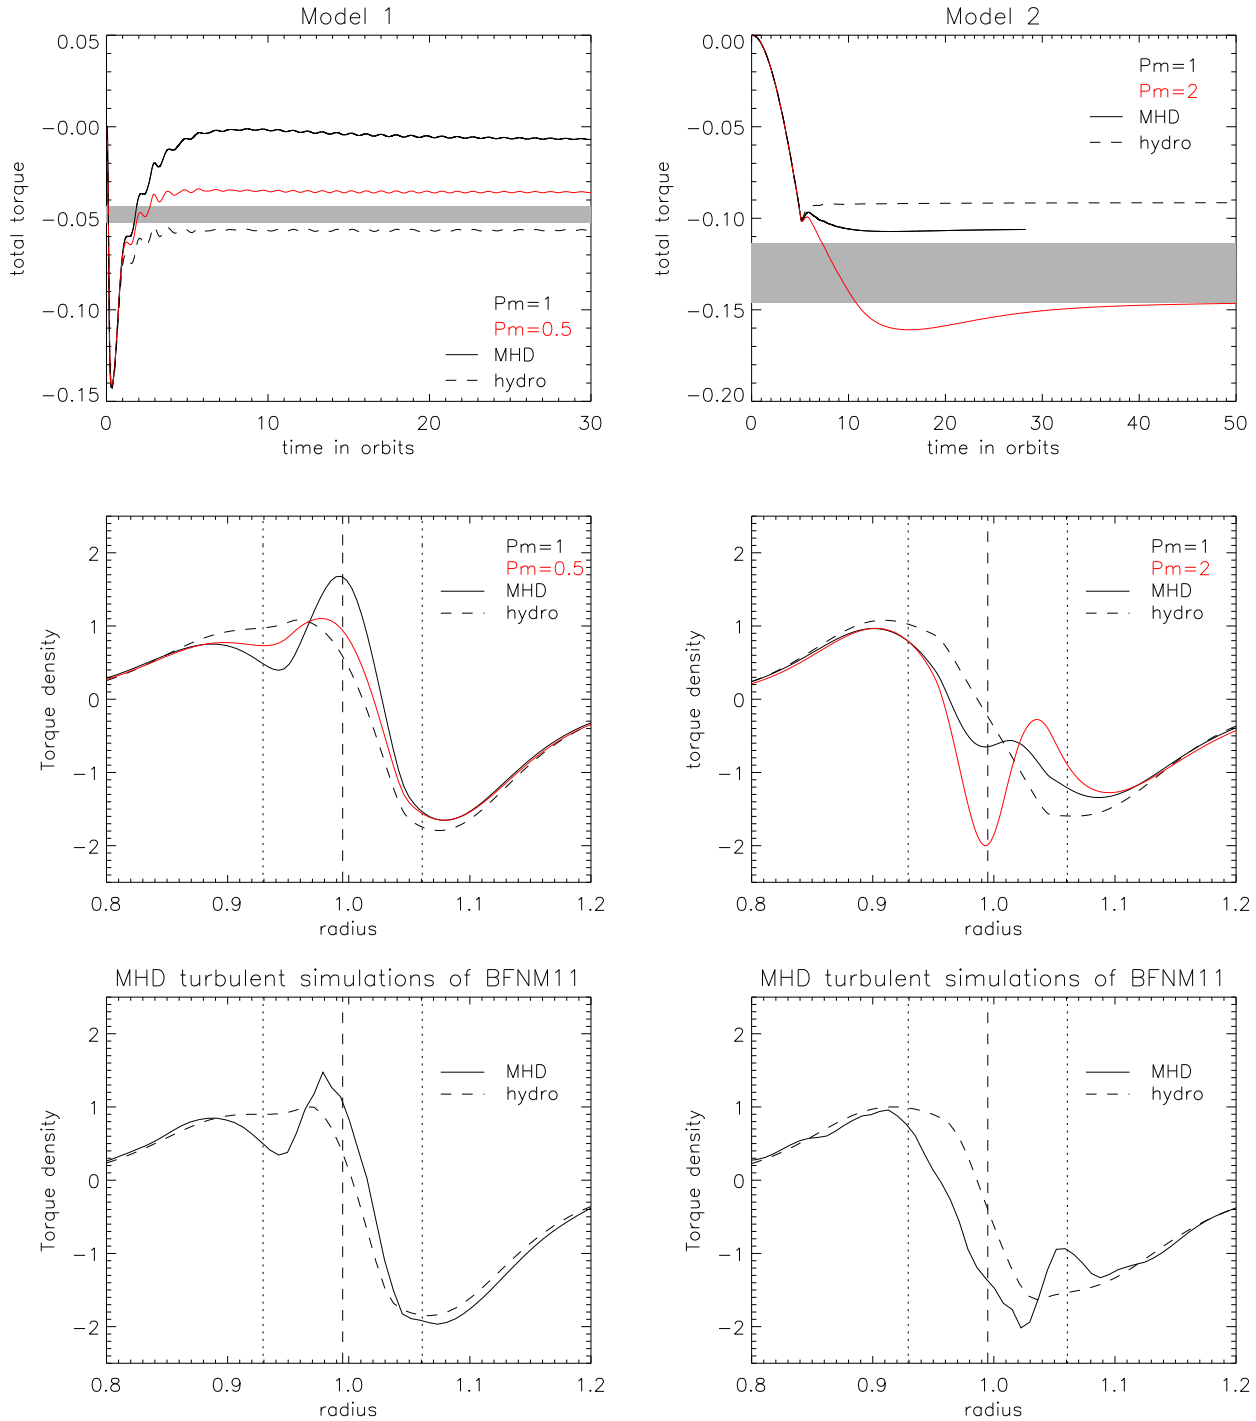 Model 1
0.05
-0.00
-0.05
-0.10
-0.15
total torque
Pm=1
Pm=0.5
MHD
hydro
0 10 20 30
time in orbits
Model 2
0.00
-0.05
-0.10
-0.15
-0.20
total torque
Pm=1
Pm=2
MHD
hydro
0 10 20 30 40 50
time in orbits
2
1
0
-1
-2
Torque density
Pm=1
Pm=0.5
MHD
hydro
0.8 0.9 1.0 1.1 1.2
radius
2
1
0
-1
-2
torque density
Pm=1
Pm=2
MHD
hydro
0.8 0.9 1.0 1.1 1.2
radius
MHD turbulent simulations of BFNM11
2
1
0
-1
-2
Torque density
MHD
hydro
0.8 0.9 1.0 1.1 1.2
radius
MHD turbulent simulations of BFNM11
2
1
0
-1
-2
Torque density
MHD
hydro
0.8 0.9 1.0 1.1 1.2
radius